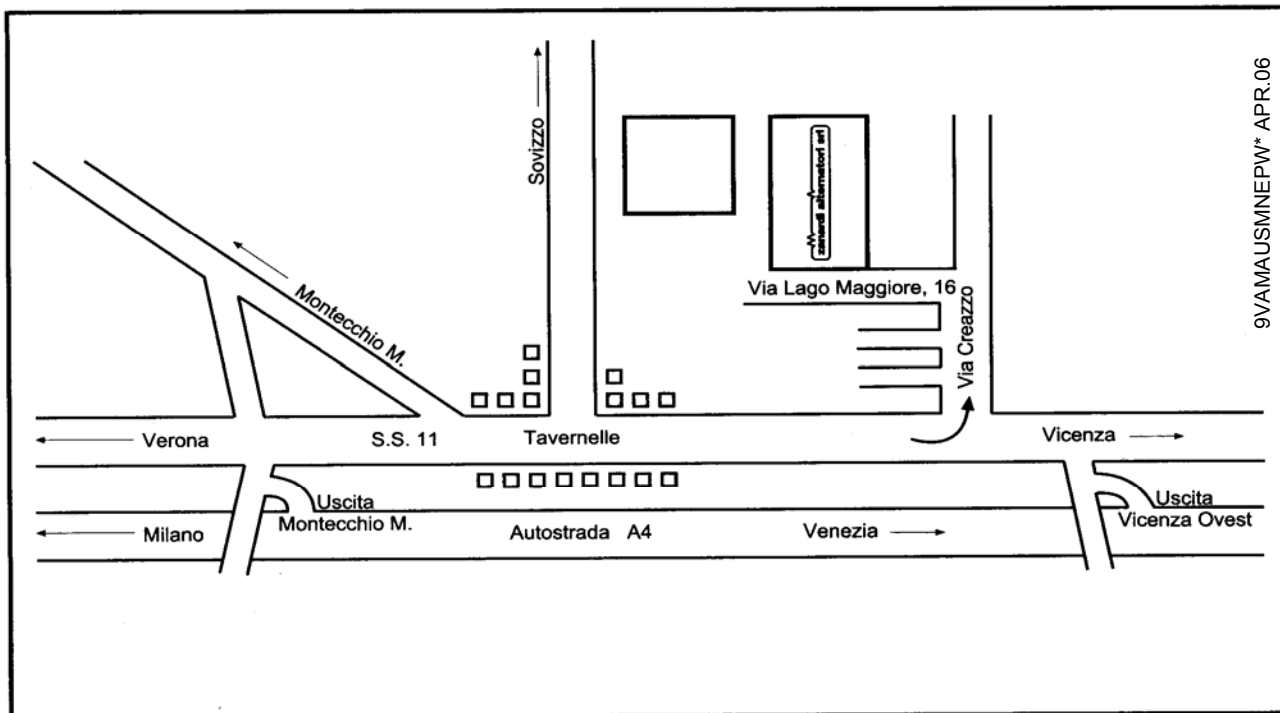 Sovizzo
zanardi alternatori srl
Via Lago Maggiore, 16
Via Creazzo
Montecchio M.
Verona
S.S. 11
Tavernelle
Vicenza
Uscita
Montecchio M.
Uscita
Vicenza Ovest
Milano
Autostrada A4
Venezia
9VAMAUSMNEPW* APR.06